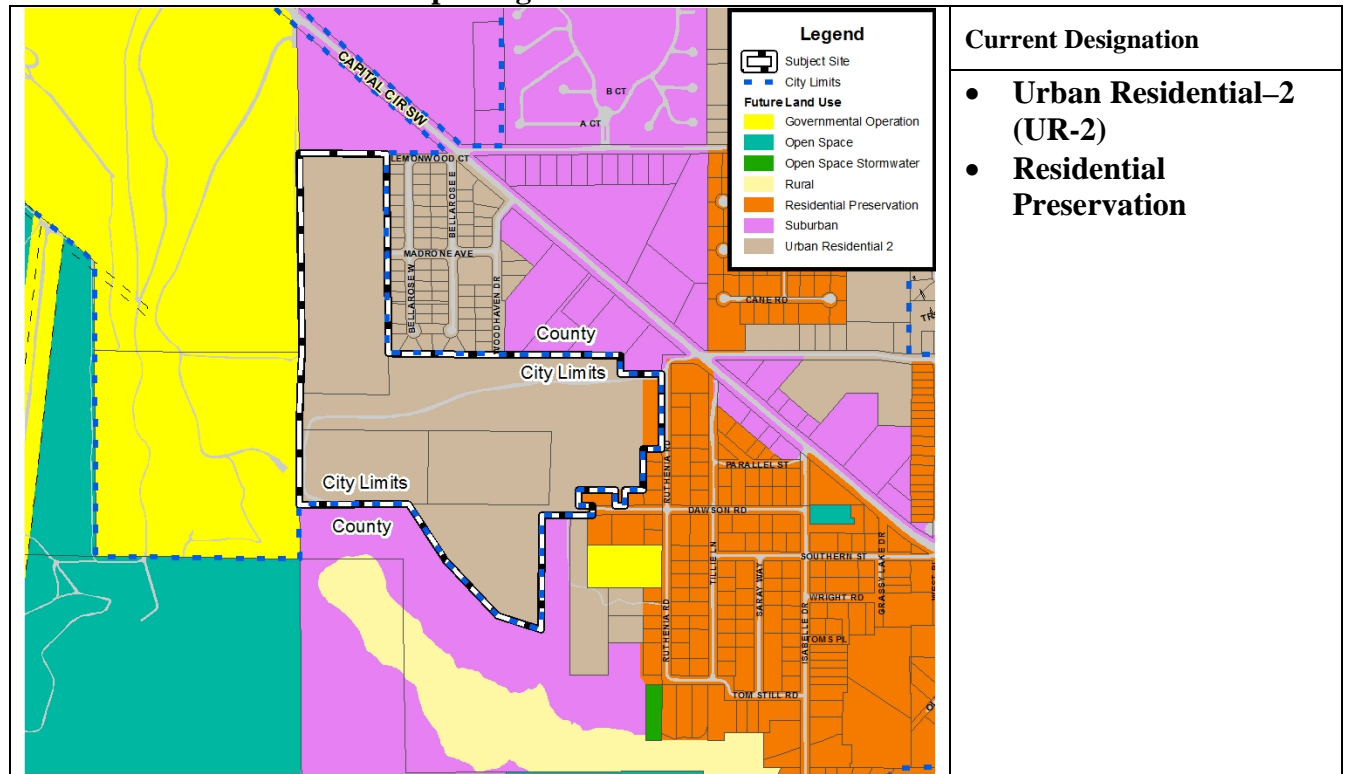 Legend
Subject Site
City Limits
Future Land Use
Governmental Operation
Open Space
Open Space Stormwater
Rural
Residential Preservation
Suburban
Urban Residential 2
CAPITAL CIR SW
B CT
A CT
LEMONWOOD CT
BELLAROSE E
MADRONE AVE
BELLAROSE W
WOODHAVEN DR
CANE RD
County
City Limits
RUTHENIA RD
PARALLEL ST
City Limits
County
DAWSON RD
TILLIE LN
SOUTHERN ST
GRASSY LAKE DR
SARAY WAY
WRIGHT RD
ISABELLE DR
RUTHENIA RD
TOMS PL
TOM STILL RD
Current Designation
• Urban Residential–2
(UR-2)
• Residential
Preservation